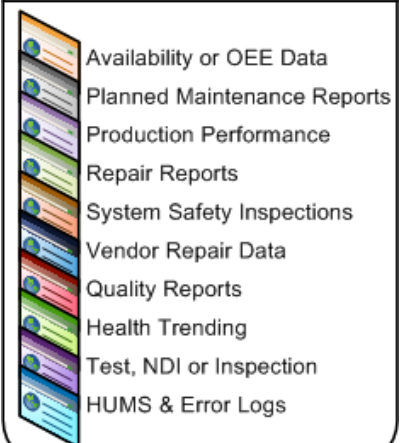 Availability or OEE Data
Planned Maintenance Reports
Production Performance
Repair Reports
System Safety Inspections
Vendor Repair Data
Quality Reports
Health Trending
Test, NDI or Inspection
HUMS & Error Logs